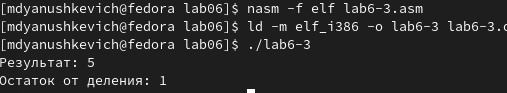 [mdyanushkevich@fedora lab06]$ nasm -f elf lab6-3.asm
[mdyanushkevich@fedora lab06]$ ld -m elf_i386 -o lab6-3 lab6-3.
[mdyanushkevich@fedora lab06]$ ./lab6-3
Результат: 5
Остаток от деления: 1